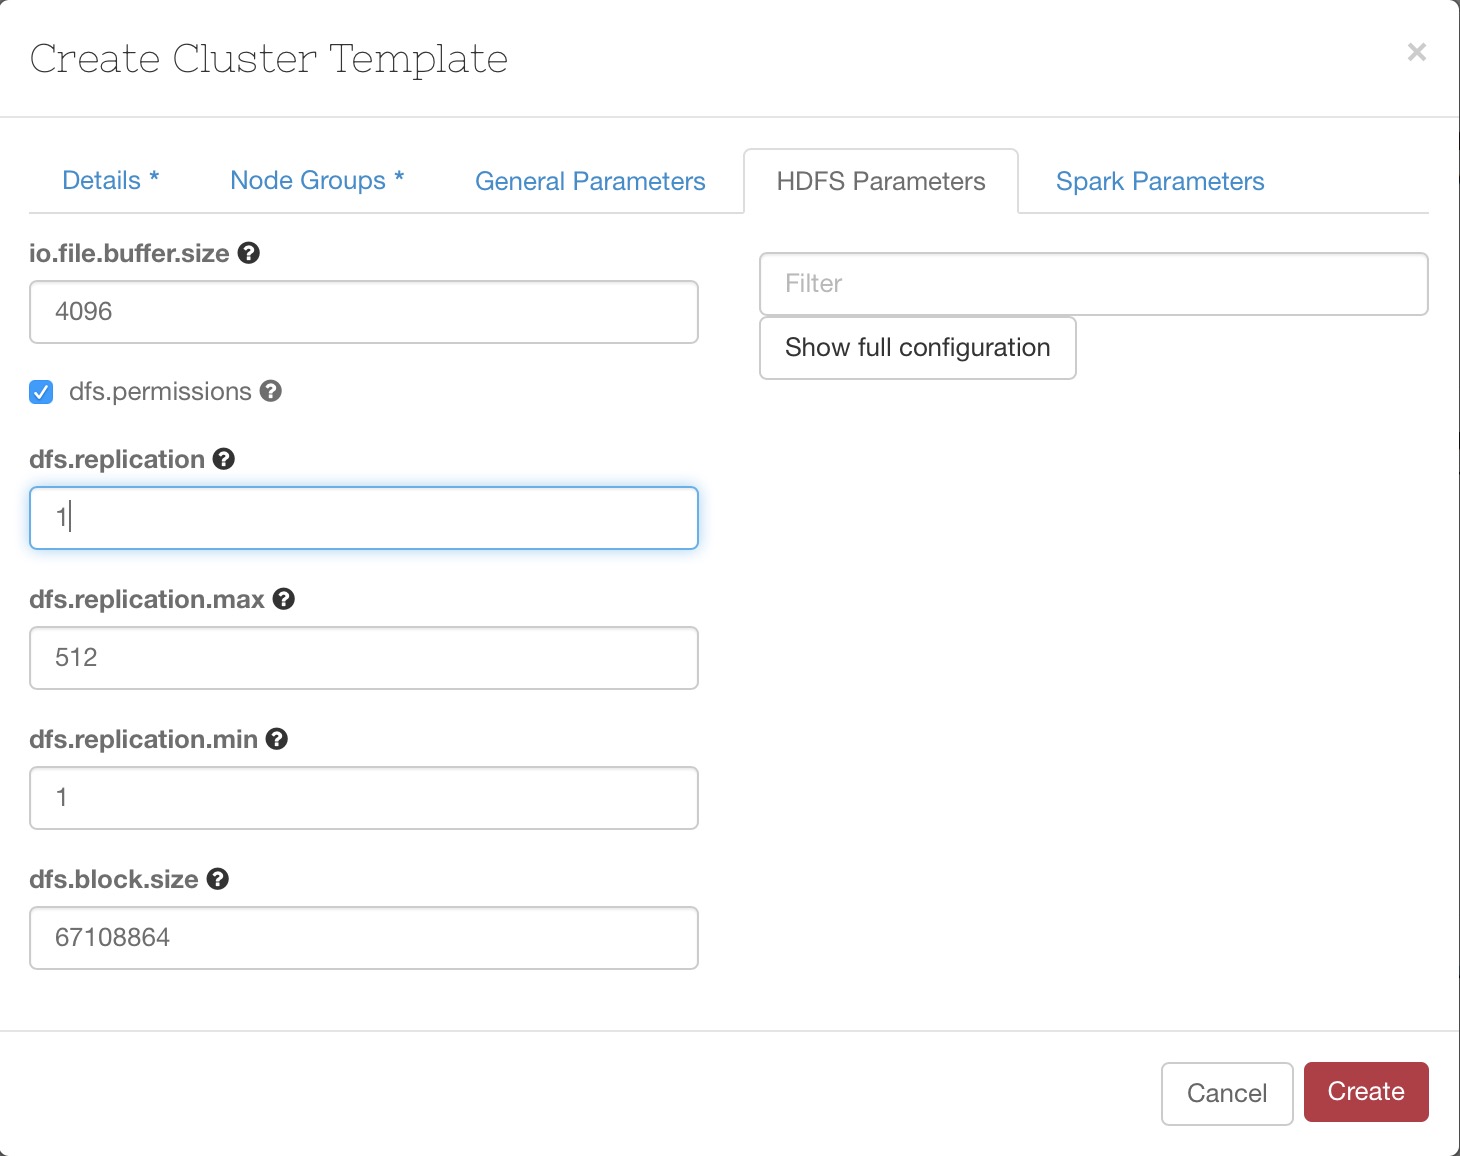 Create Cluster Template
×
Details *
Node Groups *
General Parameters
HDFS Parameters
Spark Parameters
io.file.buffer.size
4096
dfs.permissions
dfs.replication
1
dfs.replication.max
512
dfs.replication.min
1
dfs.block.size
67108864
Filter
Show full configuration
Cancel
Create